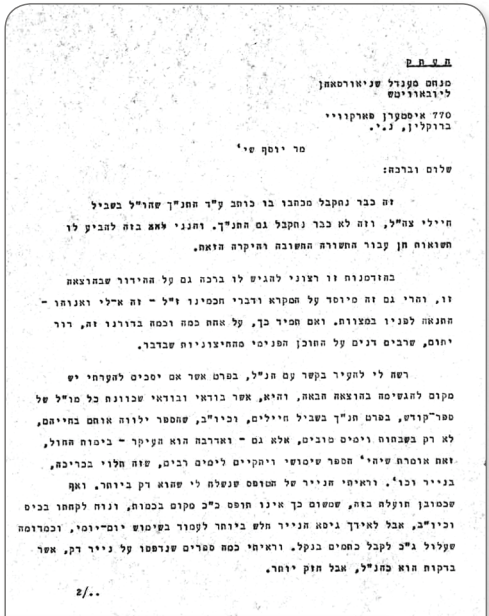 העתק
מנחם מענדל שניאורסאהן
ליובאוויטש
770 איסטערן פארקוויי
ברוקלין, נ.י.
מר יוסף שי'
שלום וברכה:
זה כבר נתקבל מכתבו בו כותב ע"ד התנ"ך שהו"ל בשביל
חיילי צה"ל, וזה לא כבר נתקבל גם התנ"ך. והנני בזה להביע לו
תשואות חן עבור התשורה החשובה והיקרה הזאת.
בהזדמנות זו רצוני להגיש לו ברכה גם על ההידור שבהוצאה
זו, והרי גם זה מיוסד על המקרא ודברי חכמינו ז"ל - זה א-לי ואנוהו -
התנאה לפניו במצוות. ואם תמיד כך, על אחת כמה וכמה בדורנו זה, דור
יתום, שרבים דנים על התוכן הפנימי מהחיצוניות שבדבר.
רשה לי להעיר בקשר עם הנ"ל, בפרט אשר אם יסכים להערתי יש
מקום להגשימה בהוצאה הבאה, והיא, אשר בודאי ובודאי שכוונת כל מו"ל של
ספר-קודש, בפרט תנ"ך בשביל חיילים, וכיו"ב, שהספר ילווה אותם בחייהם,
לא רק בשבתות וימים טובים, אלא גם - ואדרבה הוא העיקר - בימות החול,
זאת אומרת שיהי' הספר שימושי ויתקיים לימים רבים, שזה תלוי בכריכה,
בנייר וכו'. וראיתי הנייר של הטופס שנשלח לי שהוא דק ביותר. ואף
שכמובן תועלת בזה, שמשום כך אינו תופס כ"כ מקום בכמות, ונוח לקחתו בכיס
וכיו"ב, אבל לאידך גיסא הנייר חלש ביותר לעמוד בשימוש יום-יומי, וכמדומה
שעלול ג"כ לקבל כתמים בנקל. וראיתי כמה ספרים שנדפסו על נייר דק, אשר
בדקות הוא כהנ"ל, אבל חזק יותר.
2/..